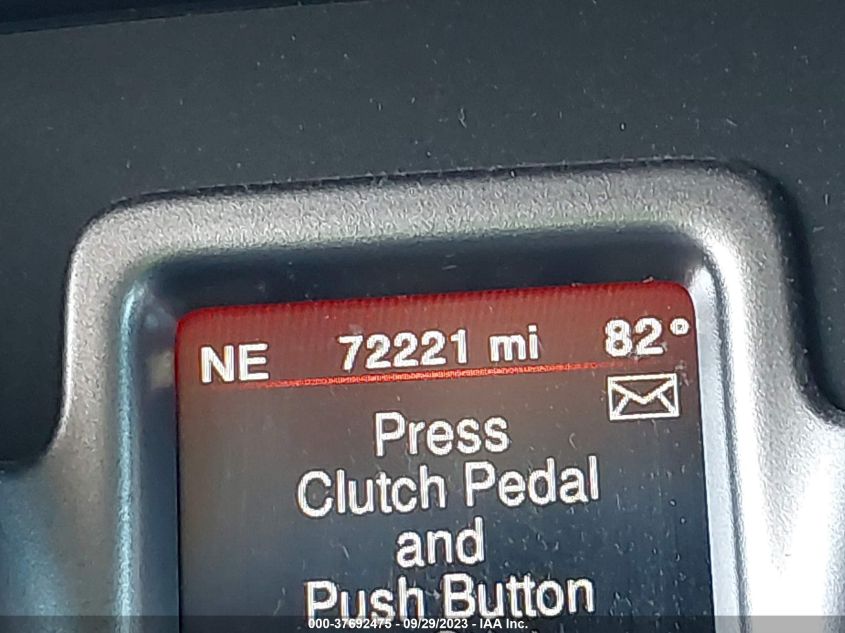 NE 72221 mi 82°
Press
Clutch Pedal
and
Push Button
000-37692475 - 09/29/2023 - IAA Inc.